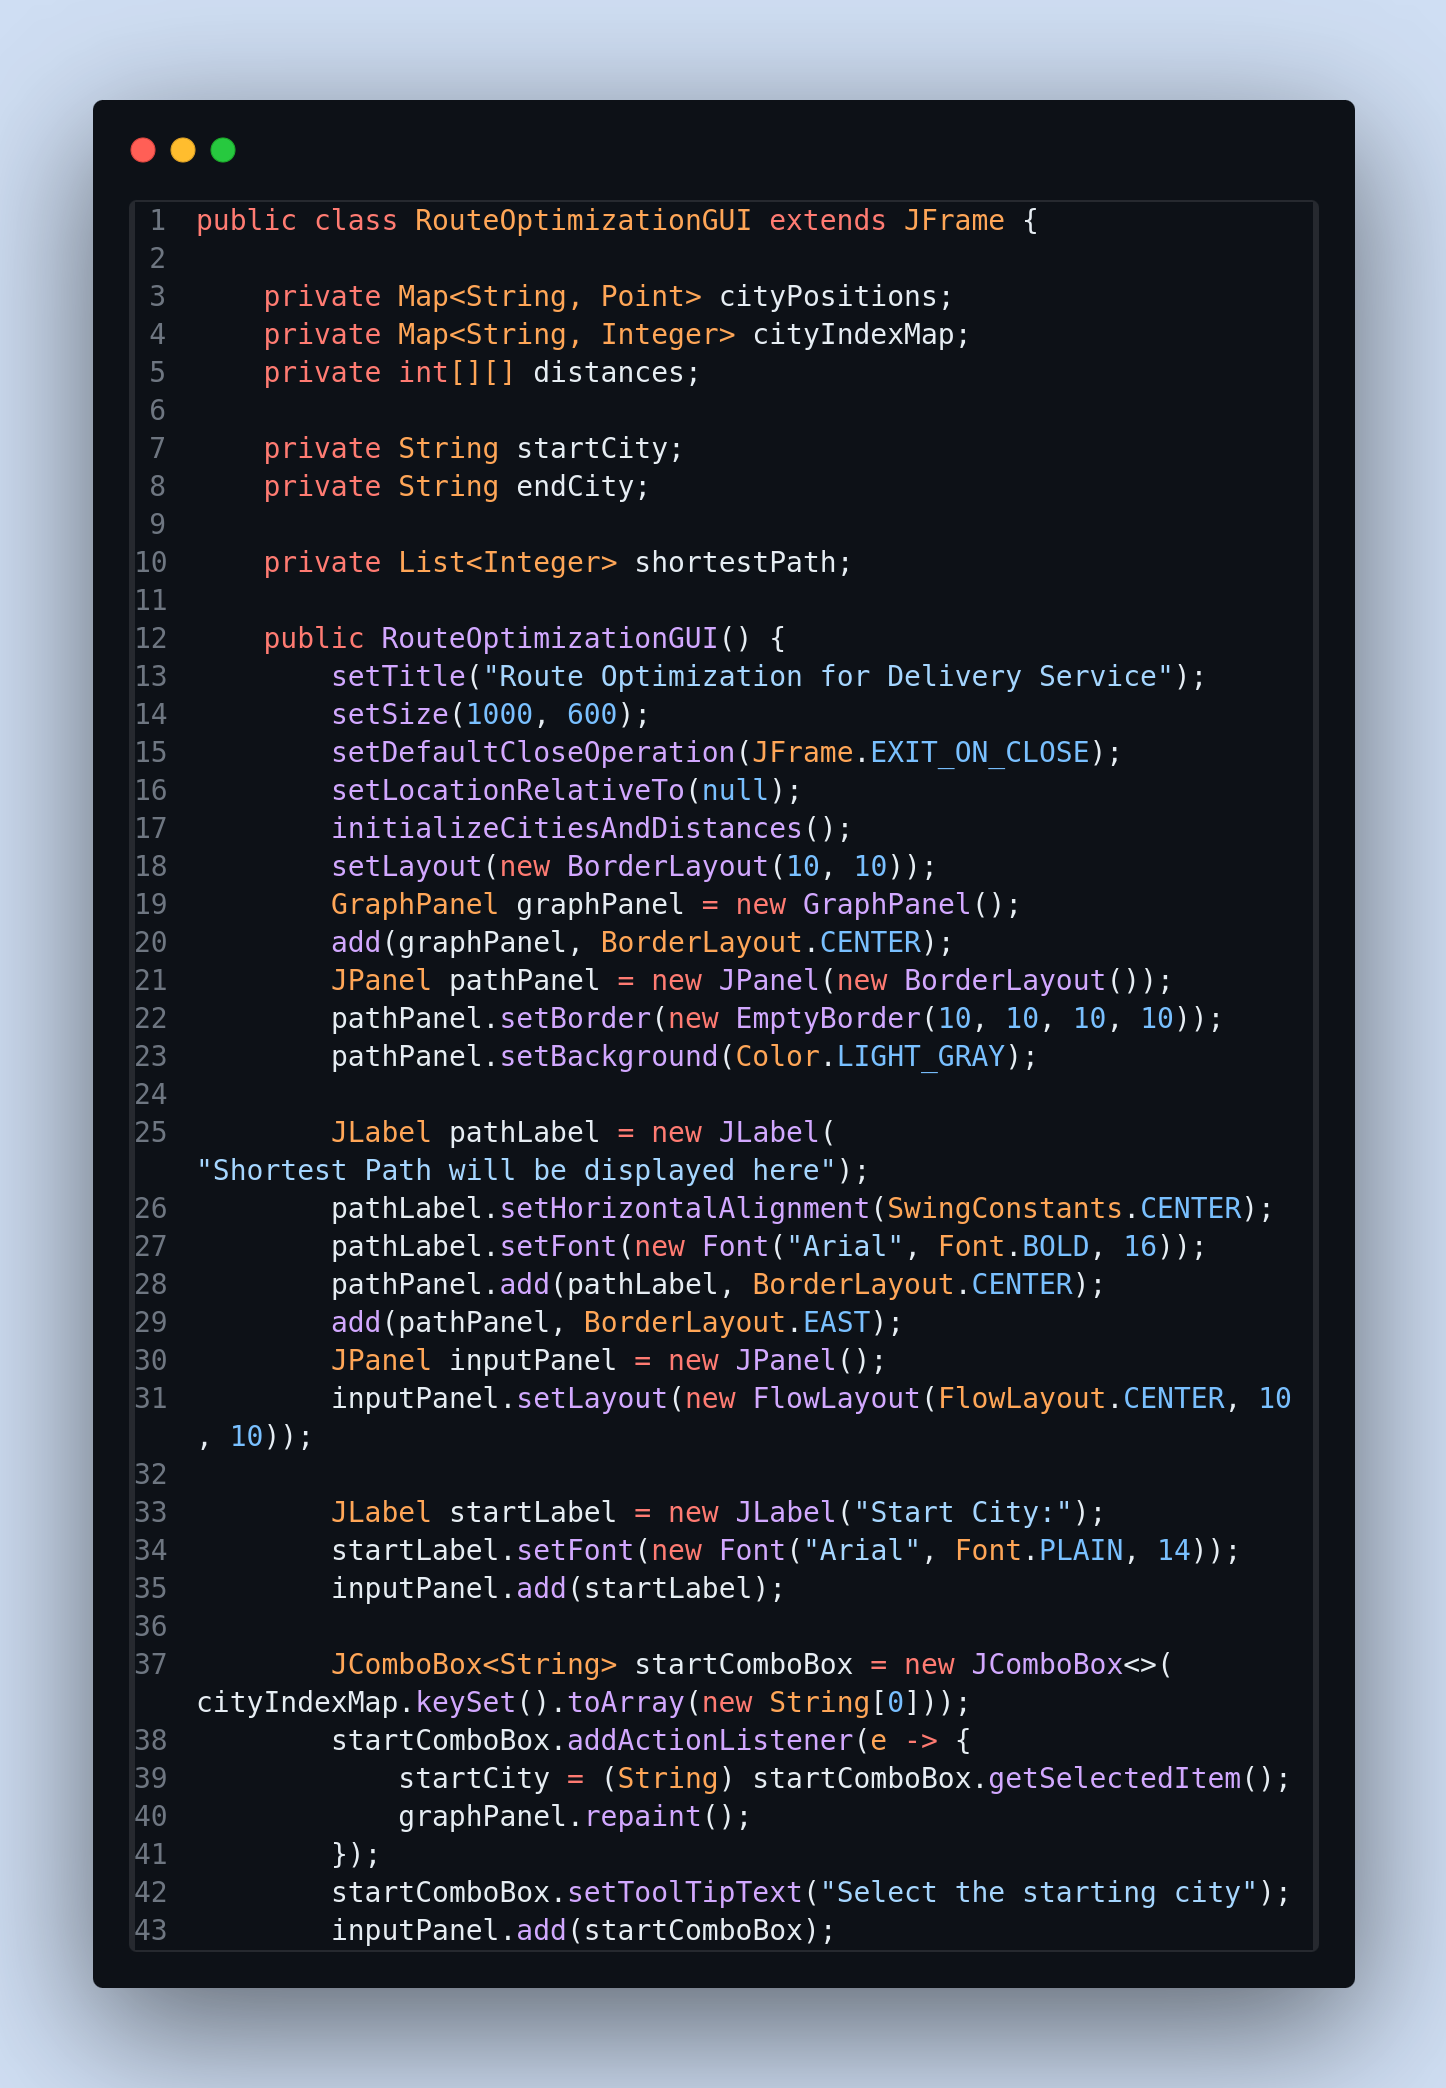 1 public class RouteOptimizationGUI extends JFrame {
2
3     private Map<String, Point> cityPositions;
4     private Map<String, Integer> cityIndexMap;
5     private int[][] distances;
6
7     private String startCity;
8     private String endCity;
9
10     private List<Integer> shortestPath;
11
12     public RouteOptimizationGUI() {
13         setTitle("Route Optimization for Delivery Service");
14         setSize(1000, 600);
15         setDefaultCloseOperation(JFrame.EXIT_ON_CLOSE);
16         setLocationRelativeTo(null);
17         initializeCitiesAndDistances();
18         setLayout(new BorderLayout(10, 10));
19         GraphPanel graphPanel = new GraphPanel();
20         add(graphPanel, BorderLayout.CENTER);
21         JPanel pathPanel = new JPanel(new BorderLayout());
22         pathPanel.setBorder(new EmptyBorder(10, 10, 10, 10));
23         pathPanel.setBackground(Color.LIGHT_GRAY);
24
25         JLabel pathLabel = new JLabel(
"Shortest Path will be displayed here");
26         pathLabel.setHorizontalAlignment(SwingConstants.CENTER);
27         pathLabel.setFont(new Font("Arial", Font.BOLD, 16));
28         pathPanel.add(pathLabel, BorderLayout.CENTER);
29         add(pathPanel, BorderLayout.EAST);
30         JPanel inputPanel = new JPanel();
31         inputPanel.setLayout(new FlowLayout(FlowLayout.CENTER, 10
, 10));
32
33         JLabel startLabel = new JLabel("Start City:");
34         startLabel.setFont(new Font("Arial", Font.PLAIN, 14));
35         inputPanel.add(startLabel);
36
37         JComboBox<String> startComboBox = new JComboBox<>(
cityIndexMap.keySet().toArray(new String[0]));
38         startComboBox.addActionListener(e -> {
39             startCity = (String) startComboBox.getSelectedItem();
40             graphPanel.repaint();
41         });
42         startComboBox.setToolTipText("Select the starting city");
43         inputPanel.add(startComboBox);